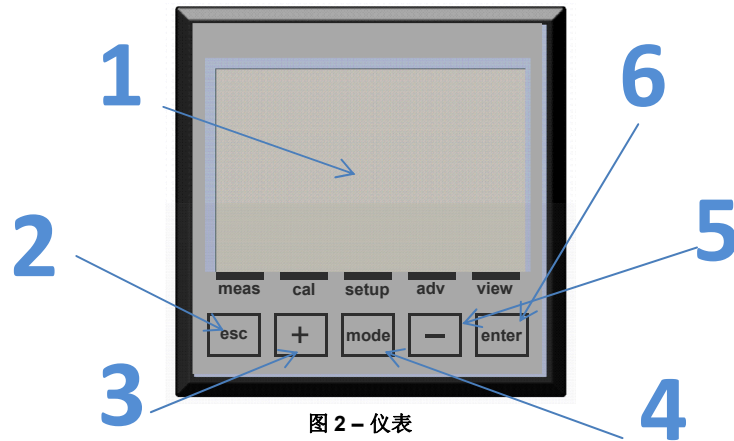 1
6
2
5
meas cal setup adv view
esc + mode − enter
3
4
图 2 – 仪表